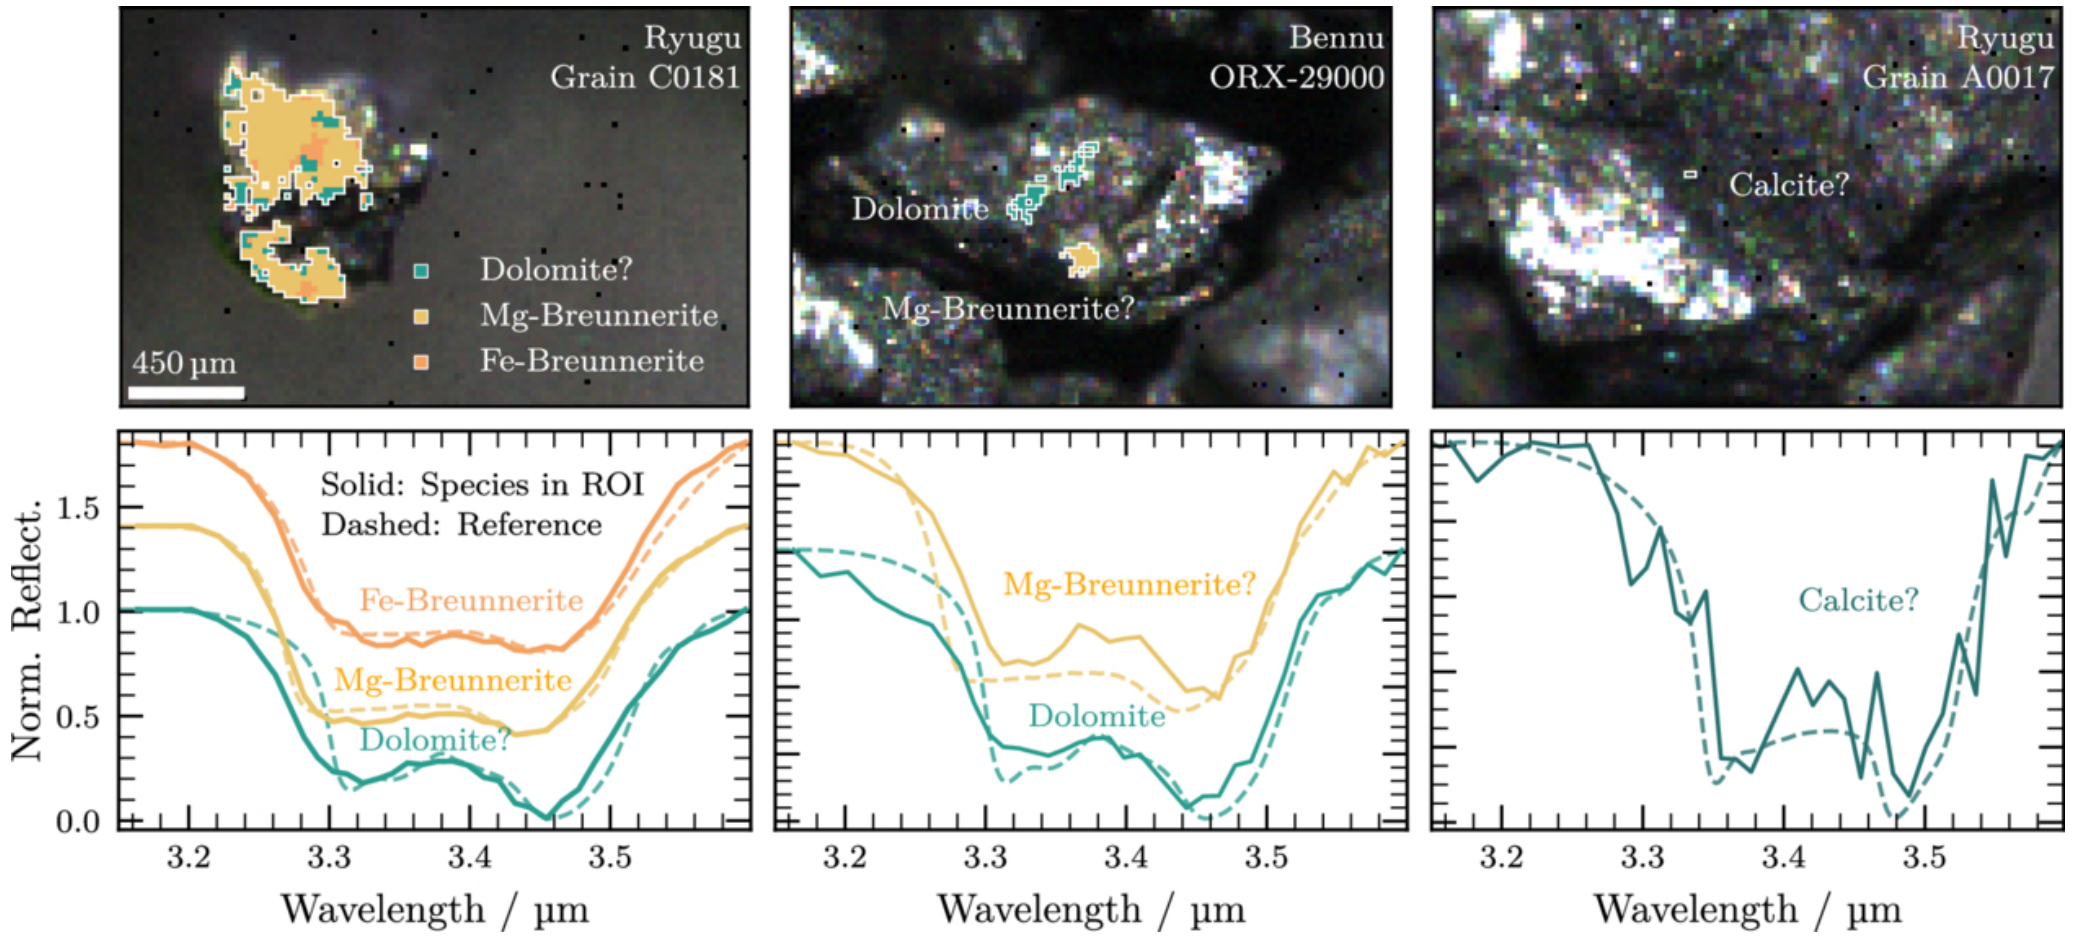 Ryugu
Grain C0181
Dolomite?
Mg-Breunnerite
Fe-Breunnerite
450 µm
Bennu
ORX-29000
Dolomite
Mg-Breunnerite?
Ryugu
Grain A0017
Calcite?
Norm. Reflect.
1.5
1.0
0.5
0.0
Solid: Species in ROI
Dashed: Reference
Fe-Breunnerite
Mg-Breunnerite
Dolomite?
3.2 3.3 3.4 3.5
Wavelength / µm
Mg-Breunnerite?
Dolomite
3.2 3.3 3.4 3.5
Wavelength / µm
Calcite?
3.2 3.3 3.4 3.5
Wavelength / µm